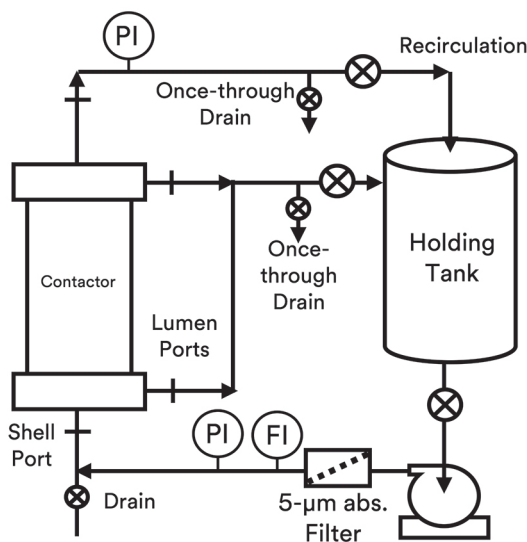 PI
Recirculation
Once-through
Drain
Holding
Tank
Once-
through
Drain
Contactor
Lumen
Ports
Shell
Port
PI
FI
Drain
5-μm abs.
Filter